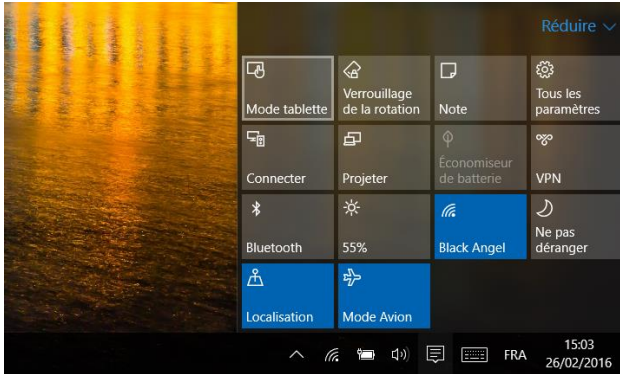 Réduire
Mode tablette
Verrouillage
de la rotation
Note
Tous les
paramètres
Connecter
Projeter
Économiseur
de batterie
VPN
Bluetooth
55%
Black Angel
Ne pas
déranger
Localisation
Mode Avion
FRA
15:03
26/02/2016